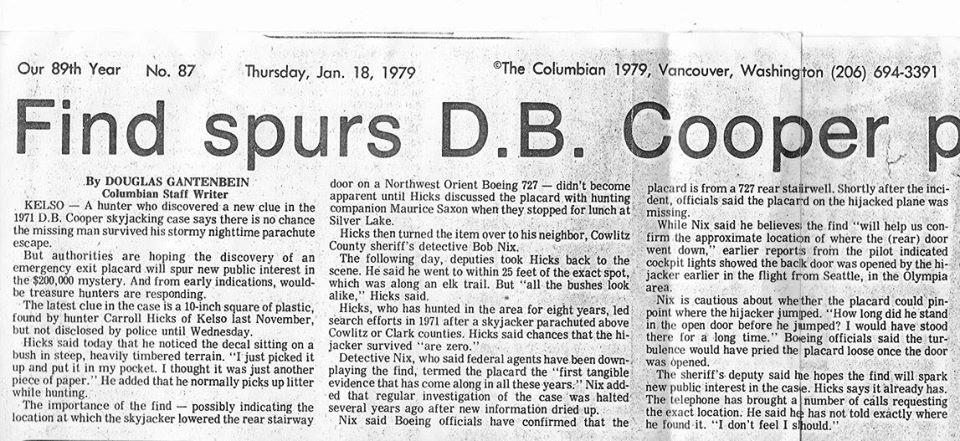 Our 89th Year No. 87 Thursday, Jan. 18, 1979 ©The Columbian 1979, Vancouver, Washington (206) 694-3391
Find spurs D.B. Cooper p
By DOUGLAS GANTENBEIN
Columbian Staff Writer
KELSO — A hunter who discovered a new clue in the
1971 D.B. Cooper skyjacking case says there is no chance
the missing man survived his stormy nighttime parachute
escape.
But authorities are hoping the discovery of an
emergency exit placard will spur new public interest in
the $200,000 mystery. And from early indications, would-
be treasure hunters are responding.
The latest clue in the case is a 10-inch square of plastic,
found by hunter Carroll Hicks of Kelso last November,
but not disclosed by police until Wednesday.
Hicks said today that he noticed the decal sitting on a
bush in steep, heavily timbered terrain. "I just picked it
up and put it in my pocket. I thought it was just another
piece of paper." He added that he normally picks up litter
while hunting.
The importance of the find — possibly indicating the
location at which the skyjacker lowered the rear stairway
door on a Northwest Orient Boeing 727 — didn't become
apparent until Hicks discussed the placard with hunting
companion Maurice Saxon when they stopped for lunch at
Silver Lake.
Hicks then turned the item over to his neighbor, Cowlitz
County sheriff's detective Bob Nix.
The following day, deputies took Hicks back to the
scene. He said he went to within 25 feet of the exact spot,
which was along an elk trail. But "all the bushes look
alike," Hicks said.
Hicks, who has hunted in the area for eight years, led
search efforts in 1971 after a skyjacker parachuted above
Cowlitz or Clark counties. Hicks said chances that the hi-
jacker survived "are zero."
Detective Nix, who said federal agents have been down-
playing the find, termed the placard the "first tangible
evidence that has come along in all these years." Nix add-
ed that regular investigation of the case was halted
several years ago after new information dried up.
Nix said Boeing officials have confirmed that the
placard is from a 727 rear stairwell. Shortly after the inci-
dent, officials said the placard on the hijacked plane was
missing.
While Nix said he believes the find "will help us con-
firm the approximate location of where the (rear) door
went down," earlier reports from the pilot indicated
cockpit lights showed the back door was opened by the hi-
jacker earlier in the flight from Seattle, in the Olympia
area.
Nix is cautious about whether the placard could pin-
point where the hijacker jumped. "How long did he stand
in the open door before he jumped? I would have stood
there for a long time." Boeing officials said the tur-
bulence would have pried the placard loose once the door
was opened.
The sheriff's deputy said he hopes the find will spark
new public interest in the case. Hicks says it already has.
The telephone has brought a number of calls requesting
the exact location. He said he has not told exactly where
he found it. "I don't feel I should."